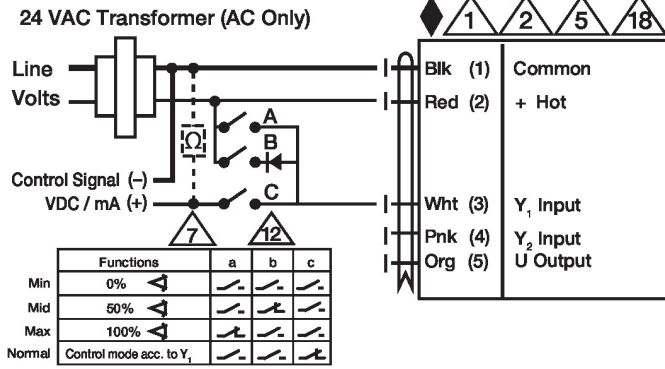 24 VAC Transformer (AC Only)
1 2 5 18
Line
Volts
Blk (1) Common
Red (2) + Hot
A
Ω
B
Control Signal (–)
VDC / mA (+)
C
Wht (3) Y₁ Input
Pnk (4) Y₂ Input
Org (5) U Output
7 12
Functions a b c
Min 0%
Mid 50%
Max 100%
Normal Control mode acc. to Y₁